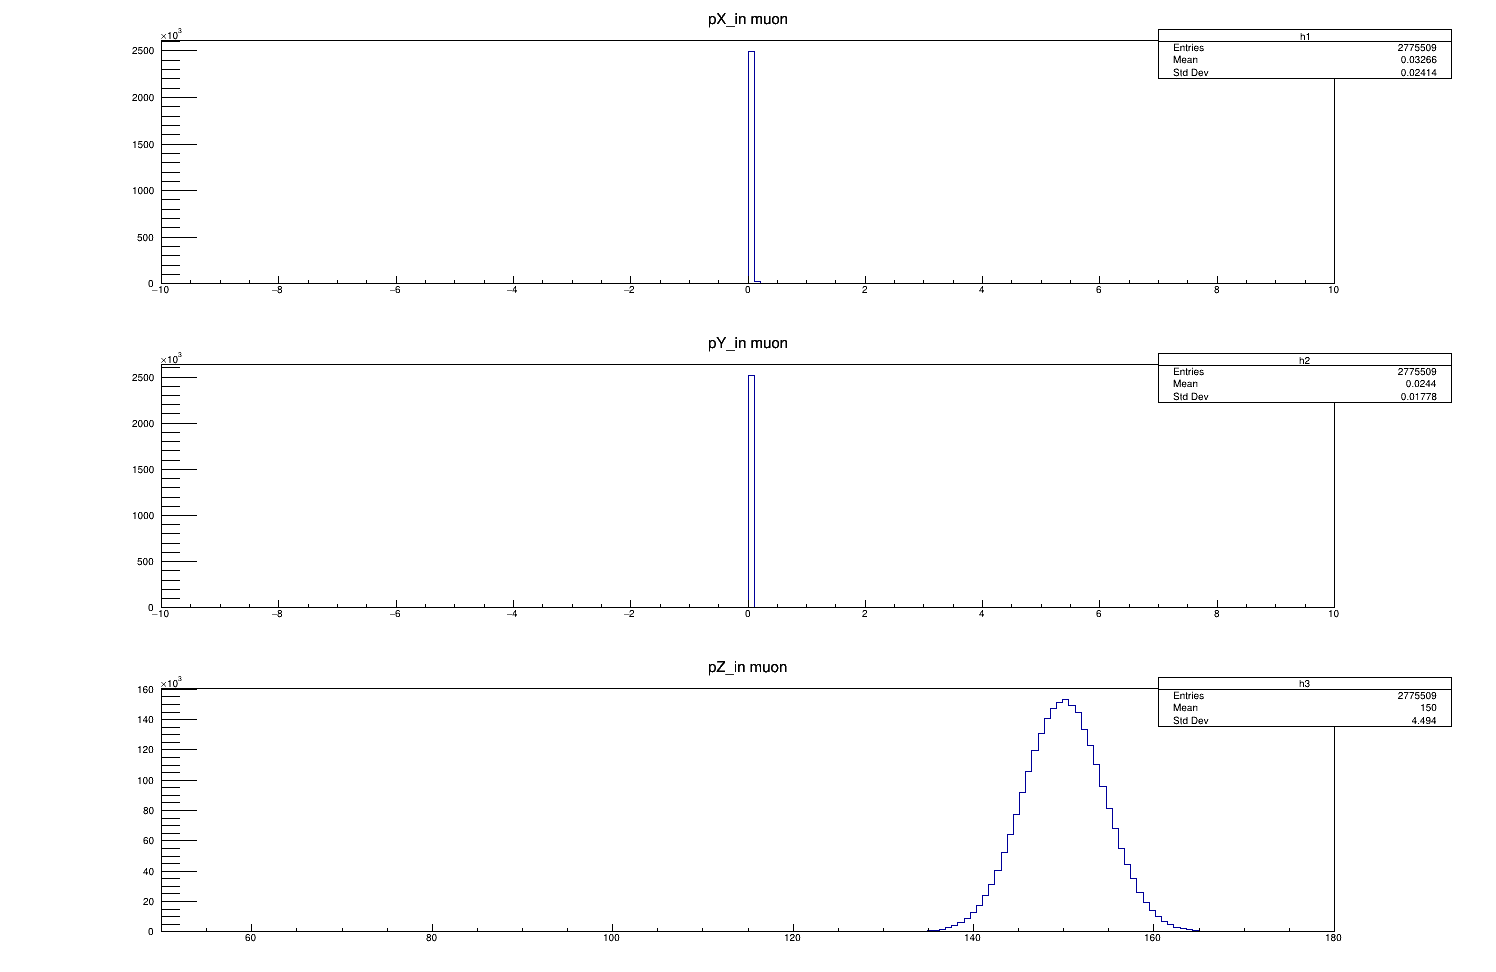 pX_in muon
×10³
h1
Entries 2775509
Mean 0.03266
Std Dev 0.02414
2500
2000
1500
1000
500
0
−10 −8 −6 −4 −2 0 2 4 6 8 10
pY_in muon
×10³
h2
Entries 2775509
Mean 0.0244
Std Dev 0.01778
2500
2000
1500
1000
500
0
−10 −8 −6 −4 −2 0 2 4 6 8 10
pZ_in muon
×10³
h3
Entries 2775509
Mean 150
Std Dev 4.494
160
140
120
100
80
60
40
20
0
60 80 100 120 140 160 180